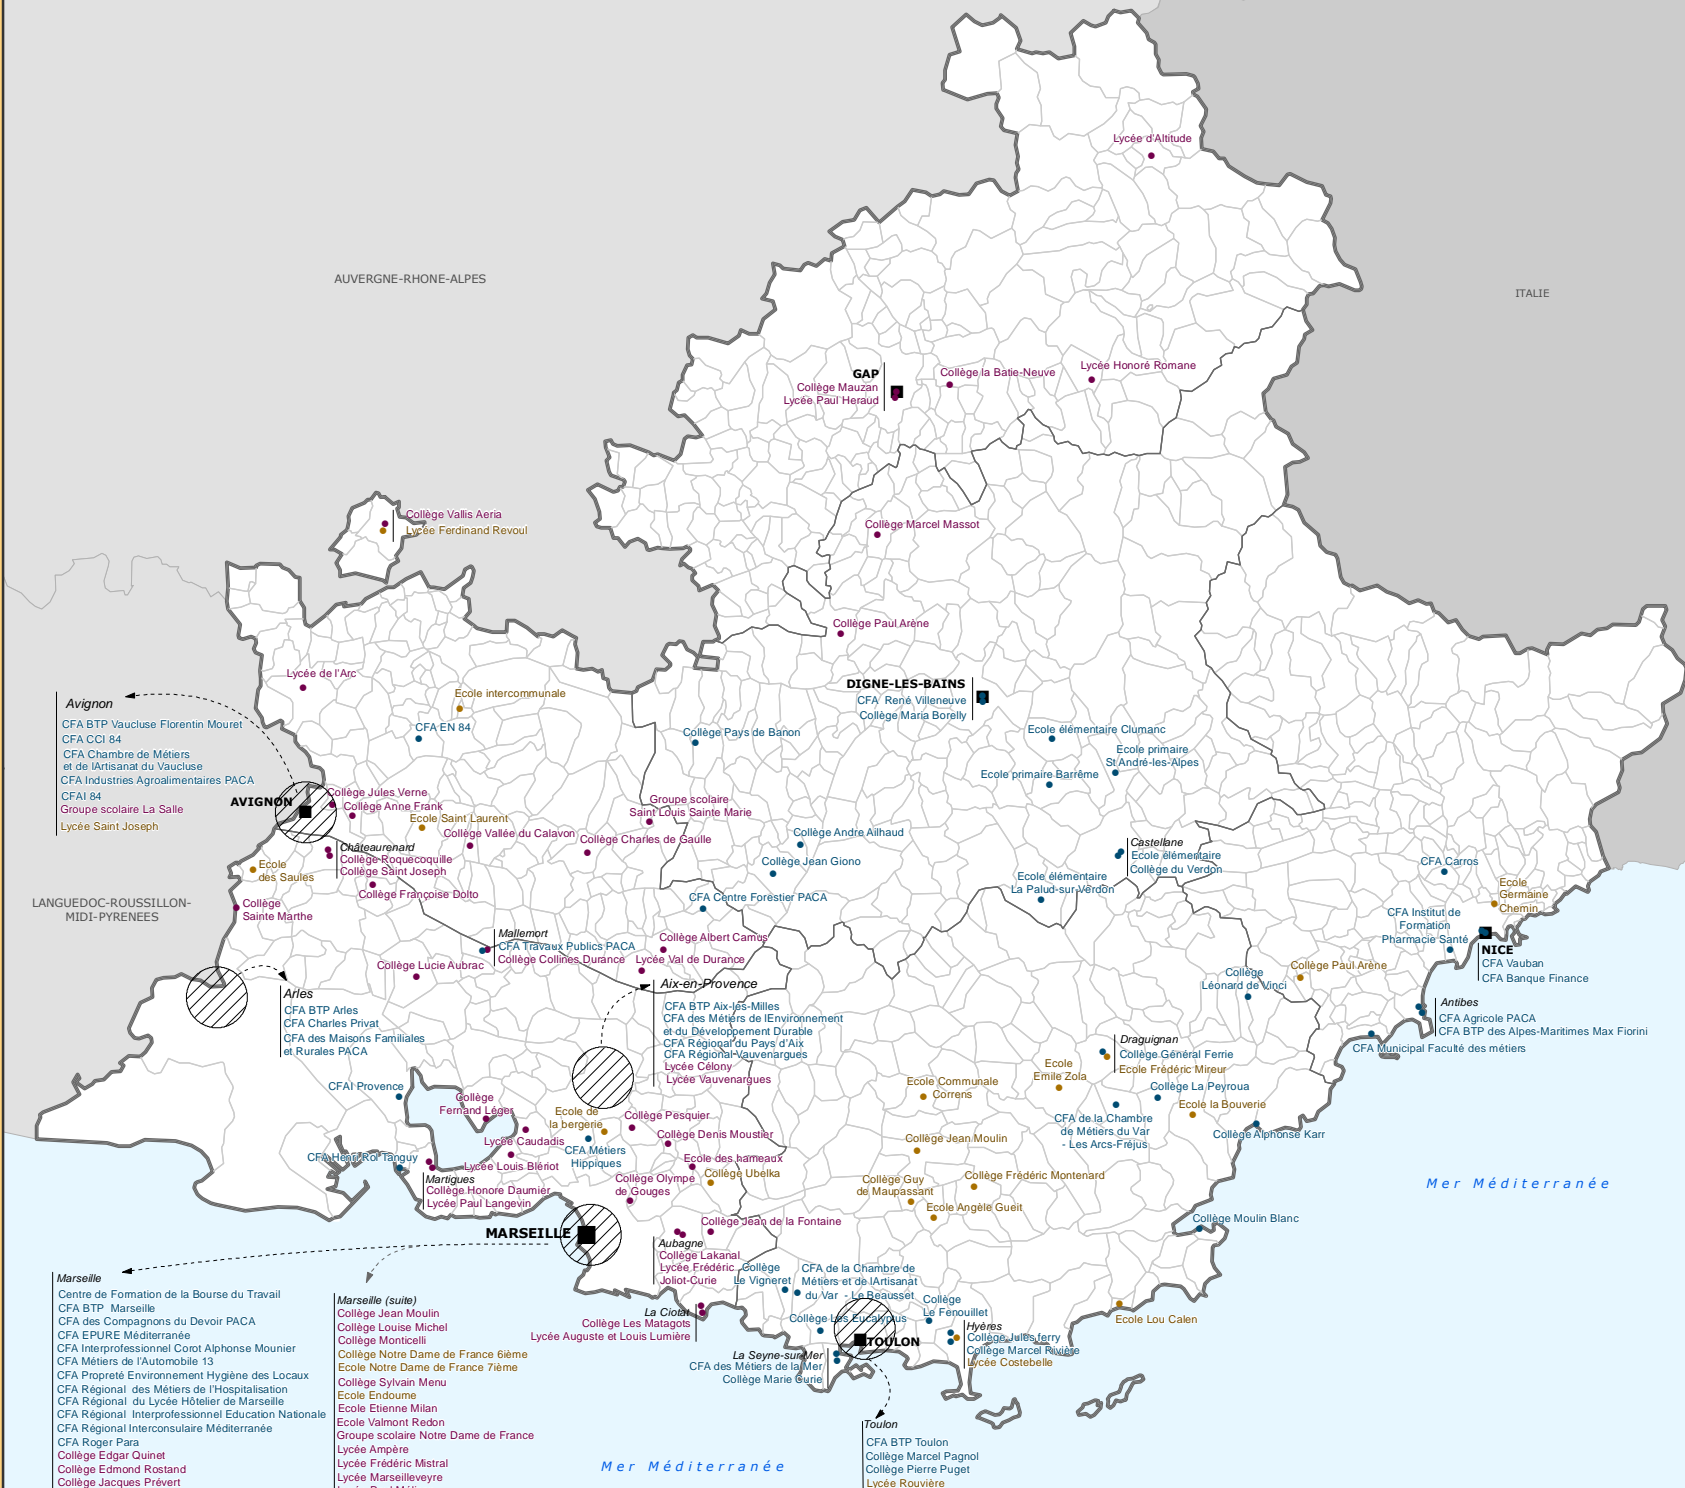 Lycée d'Altitude
AUVERGNE-RHONE-ALPES
ITALIE
GAP
Collège Mauzan
Lycée Paul Heraud
Collège la Batie-Neuve
Lycée Honoré Romane
Collège Vallis Aeria
Lycée Ferdinand Revoul
Collège Marcel Massot
Collège Paul Arène
Lycée de l'Arc
Ecole intercommunale
CFA EN 84
DIGNE-LES-BAINS
CFA René Villeneuve
Collège Maria Borelly
Collège Pays de Banon
Ecole élémentaire Clumanc
Ecole primaire
St André-les-Alpes
Ecole primaire Barrême
Avignon
CFA BTP Vaucluse Florentin Mouret
CFA CCI 84
CFA Chambre de Métiers
et de lArtisanat du Vaucluse
CFA Industries Agroalimentaires PACA
CFAI 84
Groupe scolaire La Salle
Lycée Saint Joseph
AVIGNON
Collège Jules Verne
Collège Anne Frank
Ecole Saint Laurent
Collège Vallée du Calavon
Groupe scolaire
Saint Louis Sainte Marie
Collège Charles de Gaulle
Collège Andre Ailhaud
Collège Jean Giono
Châteaurenard
Collège Roquecoquille
Collège Saint Joseph
Ecole
des Saules
Collège Françoise Dolto
Collège
Sainte Marthe
LANGUEDOC-ROUSSILLON-
MIDI-PYRENEES
Castellane
Ecole élémentaire
Collège du Verdon
Ecole élémentaire
La Palud-sur-Verdon
CFA Centre Forestier PACA
CFA Carros
Ecole
Germaine
Chemin
CFA Institut de
Formation
Pharmacie Santé
NICE
CFA Vauban
CFA Banque Finance
Mallemort
CFA Travaux Publics PACA
Collège Collines Durance
Collège Albert Camus
Lycée Val de Durance
Collège Lucie Aubrac
Collège Paul Arène
Collège
Léonard de Vinci
Antibes
CFA Agricole PACA
CFA BTP des Alpes-Maritimes Max Fiorini
CFA Municipal Faculté des métiers
Arles
CFA BTP Arles
CFA Charles Privat
CFA des Maisons Familiales
et Rurales PACA
Aix-en-Provence
CFA BTP Aix-les-Milles
CFA des Métiers de lEnvironnement
et du Développement Durable
CFA Régional du Pays d'Aix
CFA Régional Vauvenargues
Lycée Célony
Lycée Vauvenargues
Draguignan
Collège Général Ferrie
Ecole Frédéric Mireur
Ecole
Emile Zola
Collège La Peyroua
Ecole la Bouverie
CFA de la Chambre
de Métiers du Var
- Les Arcs-Fréjus
Collège Alphonse Karr
Ecole Communale
Correns
Collège Jean Moulin
CFAI Provence
Collège
Fernand Léger
Ecole de
la bergerie
CFA Métiers
Hippiques
Collège Pesquier
Collège Denis Moustier
Lycée Caudadis
Lycée Louis Blériot
CFA Henri Rol Tanguy
Martigues
Collège Honore Daumier
Lycée Paul Langevin
Ecole des hameaux
Collège Ubelka
Collège Olympe
de Gouges
Collège Guy
de Maupassant
Collège Frédéric Montenard
Ecole Angèle Gueit
Mer Méditerranée
Collège Moulin Blanc
MARSEILLE
Collège Jean de la Fontaine
Aubagne
Collège Lakanal
Lycée Frédéric
Joliot-Curie
Collège
Le Vigneret
CFA de la Chambre de
Métiers et de lArtisanat
du Var - Le Beausset
Collège Les Eucalyptus
Collège
Le Fenouillet
La Ciotat
Collège Les Matagots
Lycée Auguste et Louis Lumière
TOULON
Hyères
Collège Jules ferry
Collège Marcel Rivière
Lycée Costebelle
Ecole Lou Calen
La Seyne-sur-Mer
CFA des Métiers de la Mer
Collège Marie Curie
Marseille
Centre de Formation de la Bourse du Travail
CFA BTP Marseille
CFA des Compagnons du Devoir PACA
CFA EPURE Méditerranée
CFA Interprofessionnel Corot Alphonse Mounier
CFA Métiers de l'Automobile 13
CFA Propreté Environnement Hygiène des Locaux
CFA Régional des Métiers de l'Hospitalisation
CFA Régional du Lycée Hôtelier de Marseille
CFA Régional Interprofessionnel Education Nationale
CFA Régional Interconsulaire Méditerranée
CFA Roger Para
Collège Edgar Quinet
Collège Edmond Rostand
Collège Jacques Prévert
Marseille (suite)
Collège Jean Moulin
Collège Louise Michel
Collège Monticelli
Collège Notre Dame de France 6ième
Ecole Notre Dame de France 7ième
Collège Sylvain Menu
Ecole Endoume
Ecole Etienne Milan
Ecole Valmont Redon
Groupe scolaire Notre Dame de France
Lycée Ampère
Lycée Frédéric Mistral
Lycée Marseilleveyre
Mer Méditerranée
Toulon
CFA BTP Toulon
Collège Marcel Pagnol
Collège Pierre Puget
Lycée Rouvière